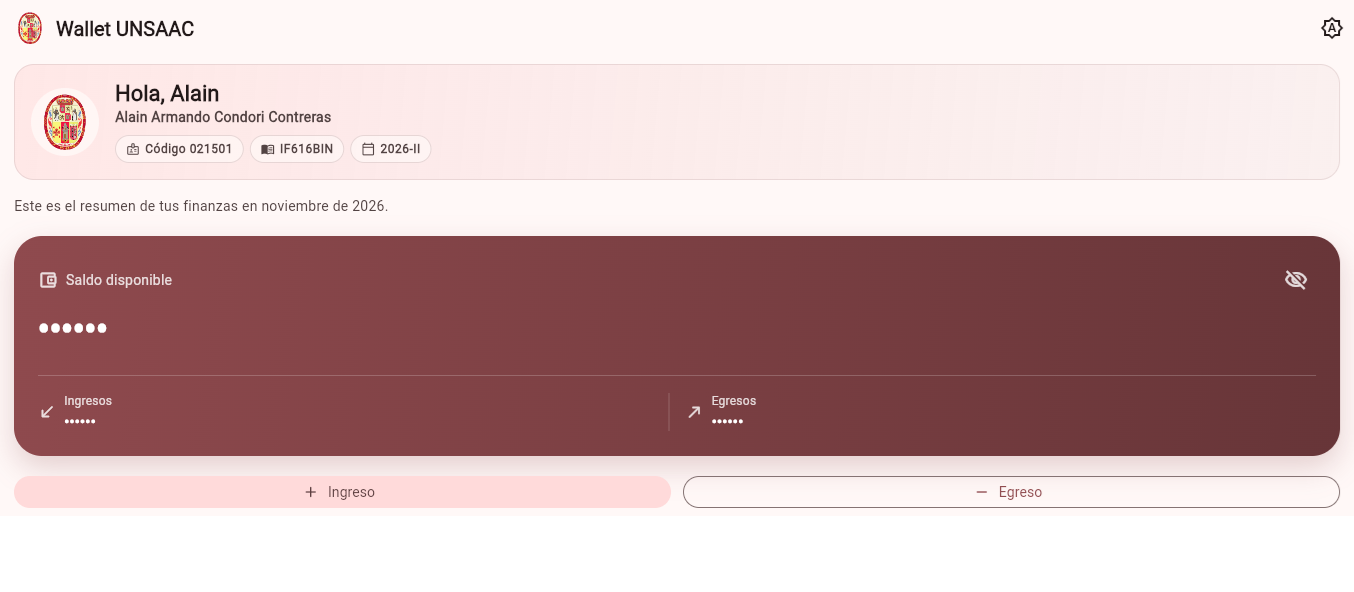 Wallet UNSAAC
Hola, Alain
Alain Armando Condori Contreras
Código 021501 IF616BIN 2026-II
Este es el resumen de tus finanzas en noviembre de 2026.
Saldo disponible
••••••
Ingresos Egresos
•••••• ••••••
+ Ingreso − Egreso